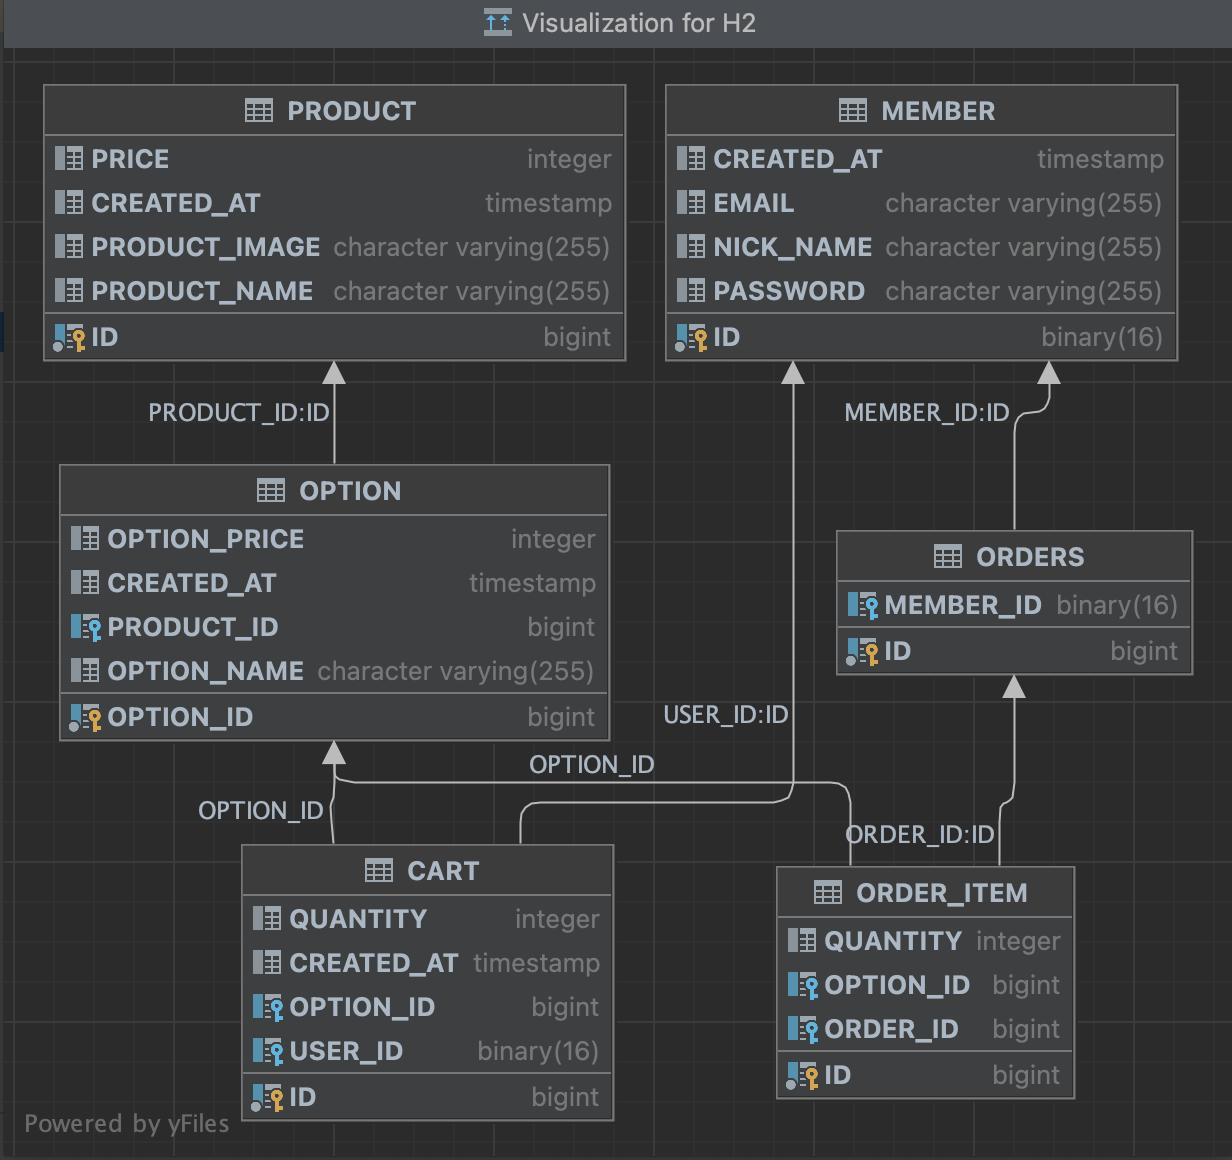 Visualization for H2
PRODUCT
PRICE integer
CREATED_AT timestamp
PRODUCT_IMAGE character varying(255)
PRODUCT_NAME character varying(255)
ID bigint
MEMBER
CREATED_AT timestamp
EMAIL character varying(255)
NICK_NAME character varying(255)
PASSWORD character varying(255)
ID binary(16)
PRODUCT_ID:ID
MEMBER_ID:ID
OPTION
OPTION_PRICE integer
CREATED_AT timestamp
PRODUCT_ID bigint
OPTION_NAME character varying(255)
OPTION_ID bigint
ORDERS
MEMBER_ID binary(16)
ID bigint
USER_ID:ID
OPTION_ID
OPTION_ID
ORDER_ID:ID
CART
QUANTITY integer
CREATED_AT timestamp
OPTION_ID bigint
USER_ID binary(16)
ID bigint
ORDER_ITEM
QUANTITY integer
OPTION_ID bigint
ORDER_ID bigint
ID bigint
Powered by yFiles